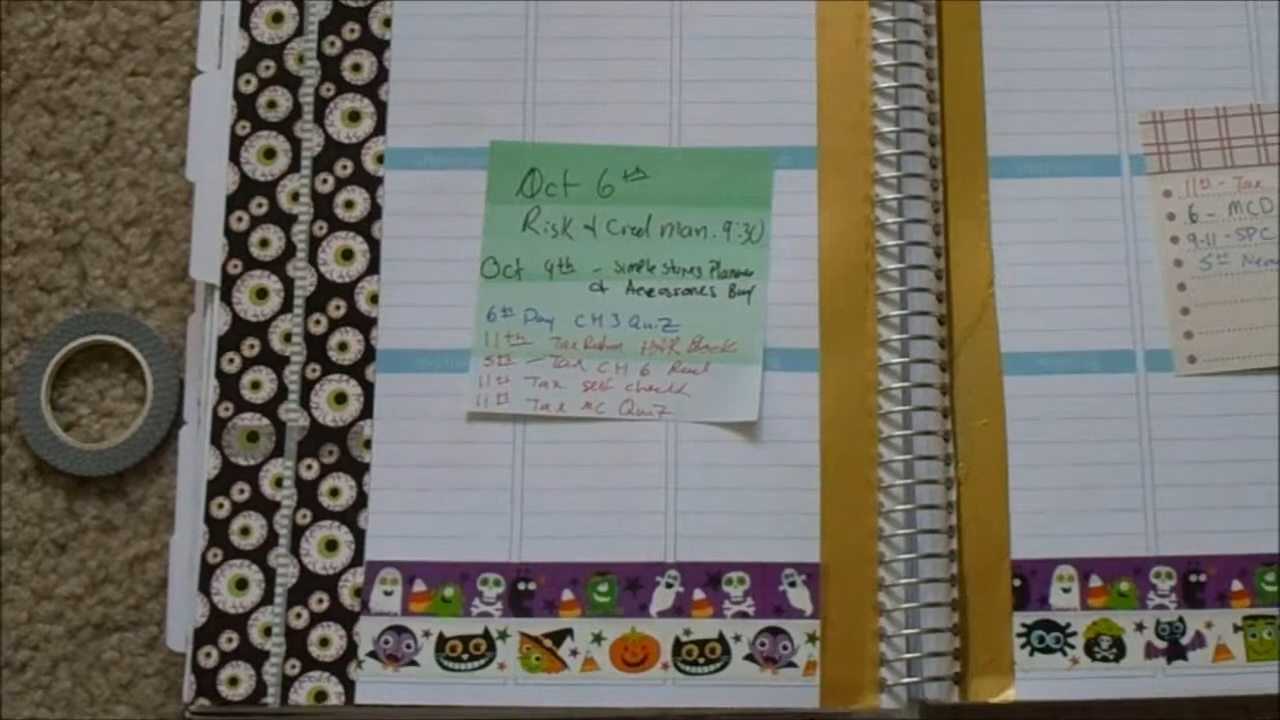 Oct 6th
Risk & Cred man. 9:30
Oct 9th - Simple Stories Planner
& Accessories Buy
6th Day CH 3 Quiz
11th Tax Return H&R Block
5th - Tax CH 6 Read
11th Tax self check
11th Tax MC Quiz
11th - Tax
6 - MCD
9-11 - SPC
5th